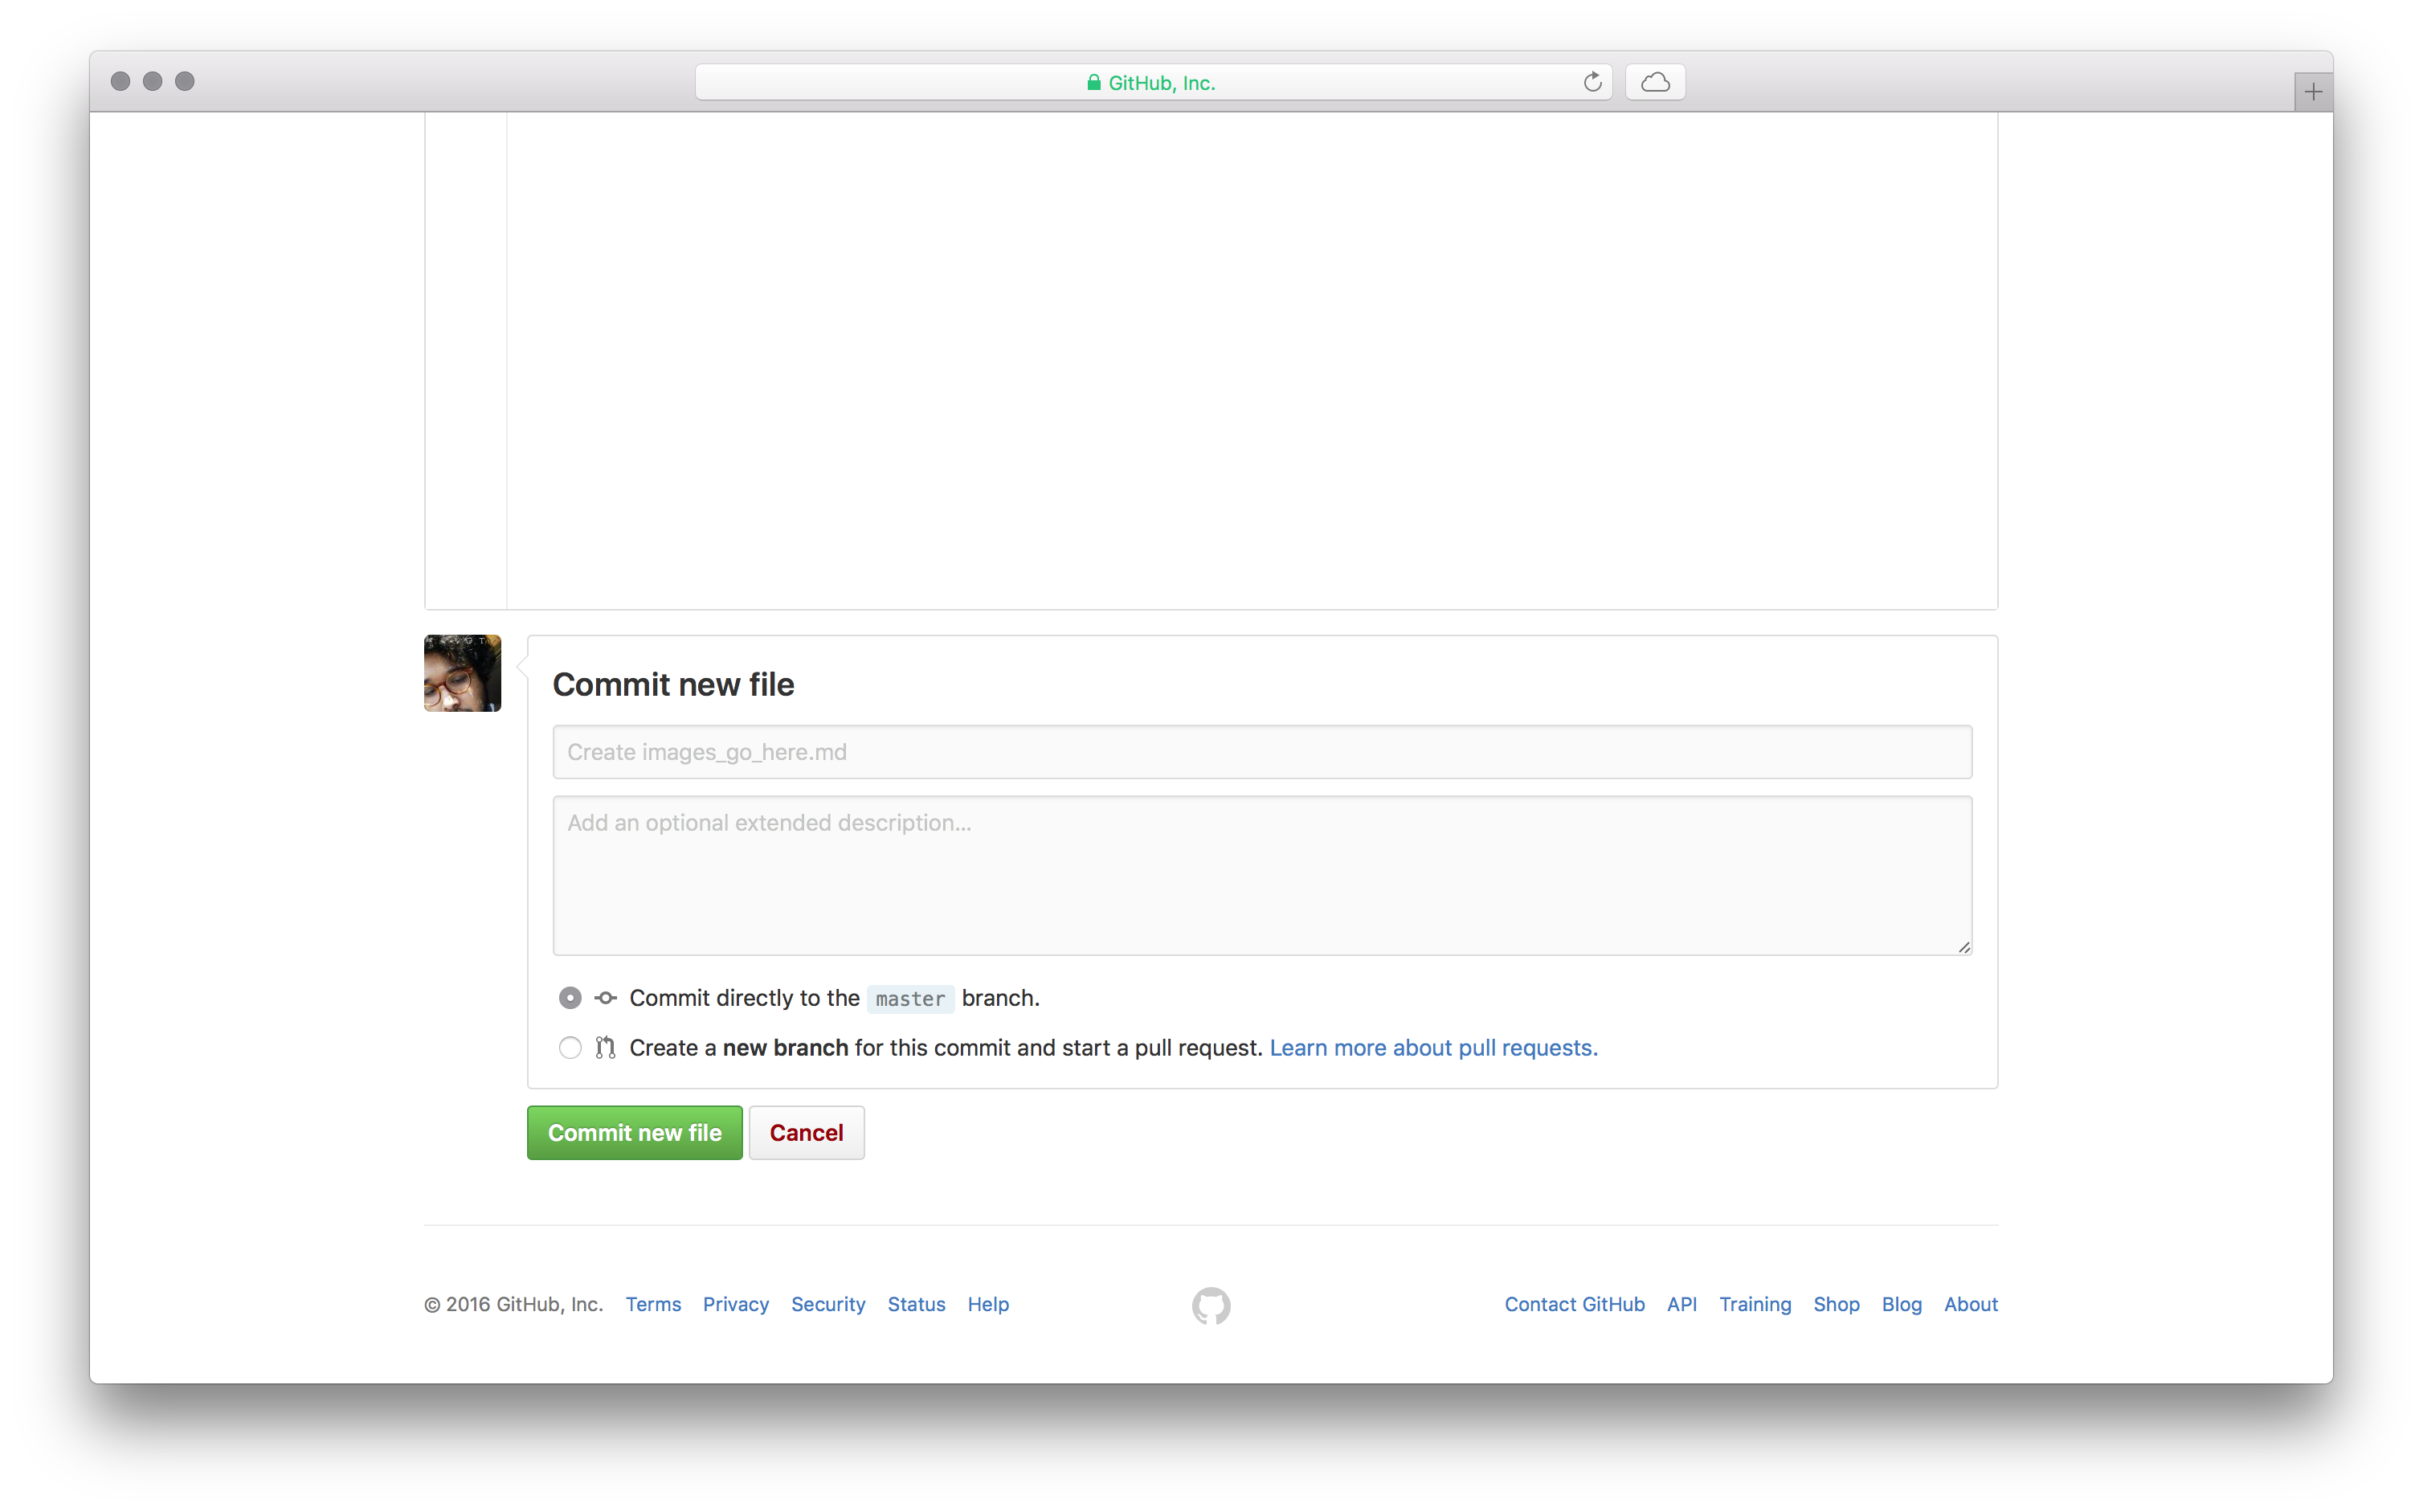 GitHub, Inc.
Commit new file
Create images_go_here.md
Add an optional extended description...
Commit directly to the master branch.
Create a new branch for this commit and start a pull request. Learn more about pull requests.
Commit new file Cancel
© 2016 GitHub, Inc. Terms Privacy Security Status Help Contact GitHub API Training Shop Blog About